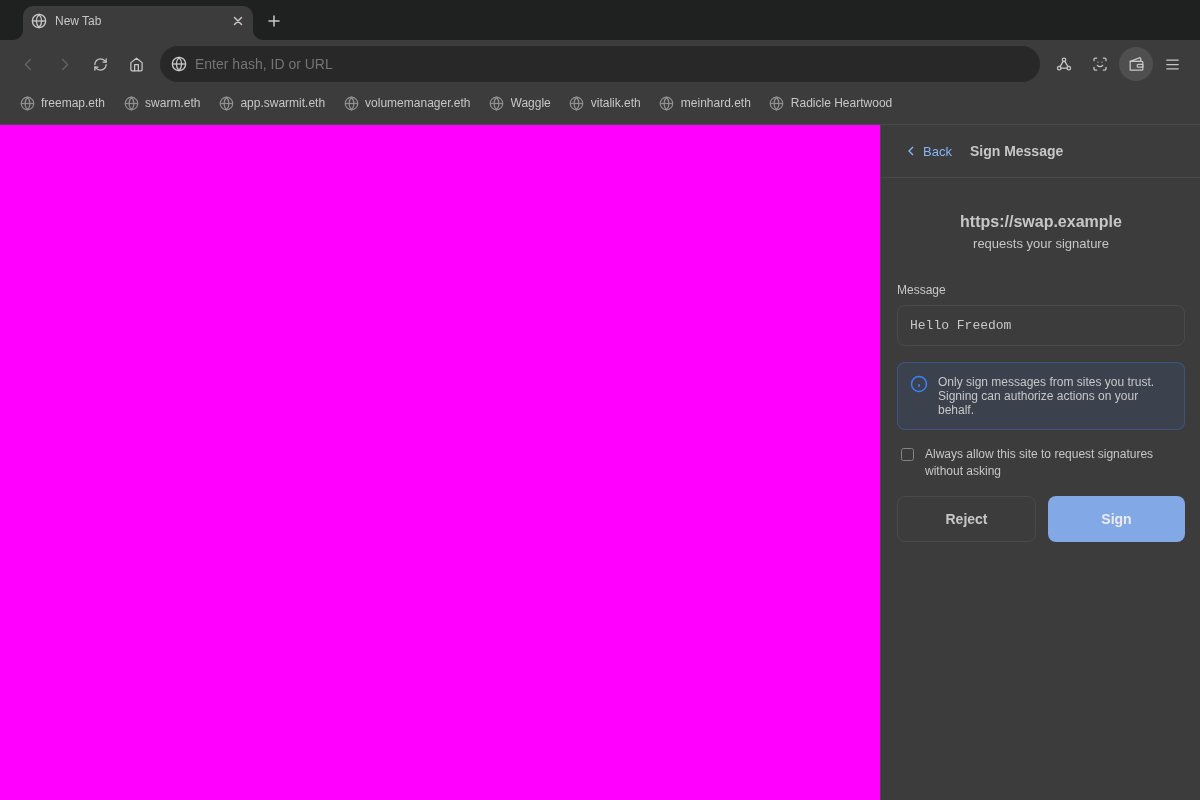 New Tab
Enter hash, ID or URL
freemap.eth
swarm.eth
app.swarmit.eth
volumemanager.eth
Waggle
vitalik.eth
meinhard.eth
Radicle Heartwood
Back
Sign Message
https://swap.example
requests your signature
Message
Hello Freedom
Only sign messages from sites you trust.
Signing can authorize actions on your
behalf.
Always allow this site to request signatures
without asking
Reject
Sign